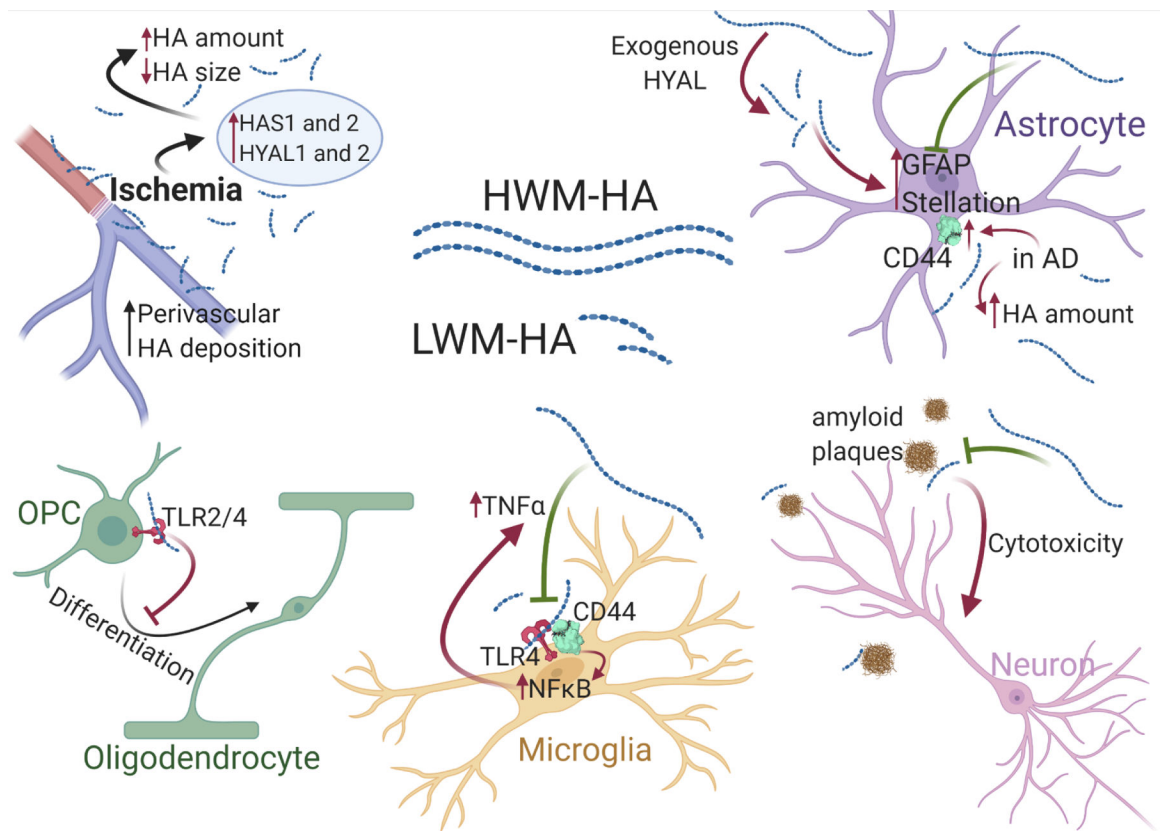 HA amount
HA size
HAS1 and 2
HYAL1 and 2
Ischemia
Perivascular
HA deposition
HWM-HA
LWM-HA
Exogenous
HYAL
Astrocyte
GFAP
Stellation
CD44
in AD
HA amount
OPC
TLR2/4
Differentiation
Oligodendrocyte
TNFα
CD44
TLR4
NFκB
Microglia
amyloid
plaques
Cytotoxicity
Neuron